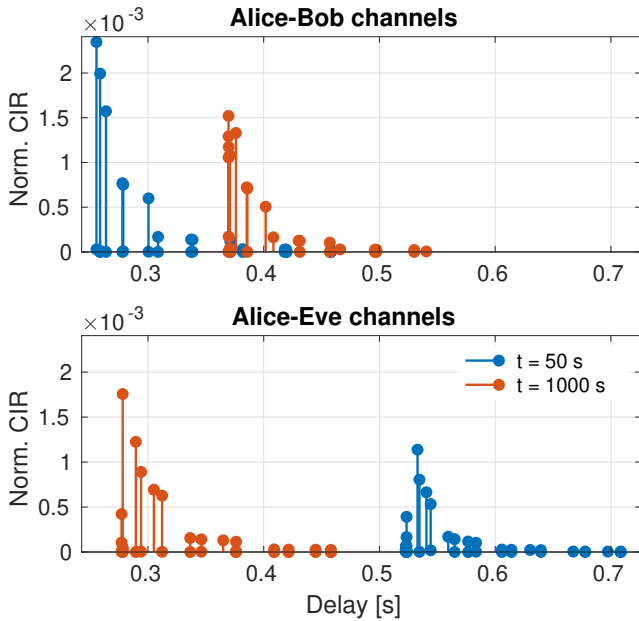 Alice-Bob channels
×10⁻³
2
1.5
1
0.5
0
Norm. CIR
0.3 0.4 0.5 0.6 0.7
Alice-Eve channels
×10⁻³
2
1.5
1
0.5
0
Norm. CIR
t = 50 s
t = 1000 s
0.3 0.4 0.5 0.6 0.7
Delay [s]